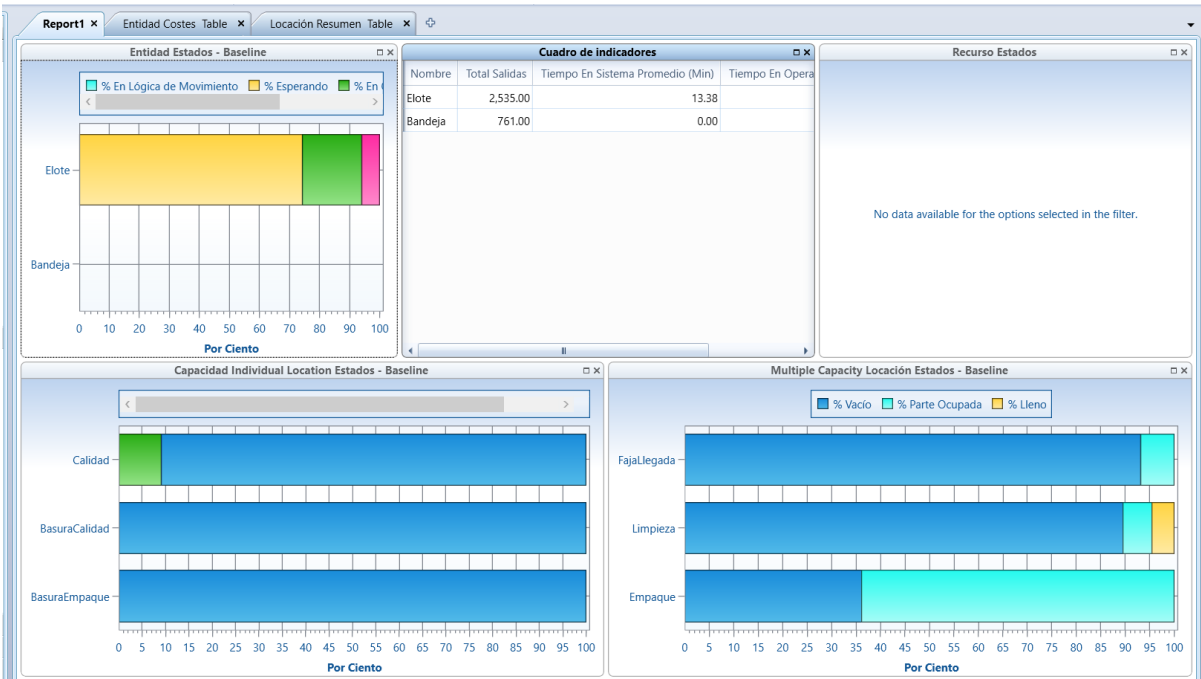 Report1 × Entidad Costes Table × Locación Resumen Table ×
Entidad Estados - Baseline
% En Lógica de Movimiento % Esperando % En
Elote
Bandeja
0 10 20 30 40 50 60 70 80 90 100
Por Ciento
Cuadro de indicadores
Nombre Total Salidas Tiempo En Sistema Promedio (Min) Tiempo En Opera
Elote 2,535.00 13.38
Bandeja 761.00 0.00
Recurso Estados
No data available for the options selected in the filter.
Capacidad Individual Location Estados - Baseline
Calidad
BasuraCalidad
BasuraEmpaque
0 5 10 15 20 25 30 35 40 45 50 55 60 65 70 75 80 85 90 95 100
Por Ciento
Multiple Capacity Locación Estados - Baseline
% Vacío % Parte Ocupada % Lleno
FajaLlegada
Limpieza
Empaque
0 5 10 15 20 25 30 35 40 45 50 55 60 65 70 75 80 85 90 95 100
Por Ciento